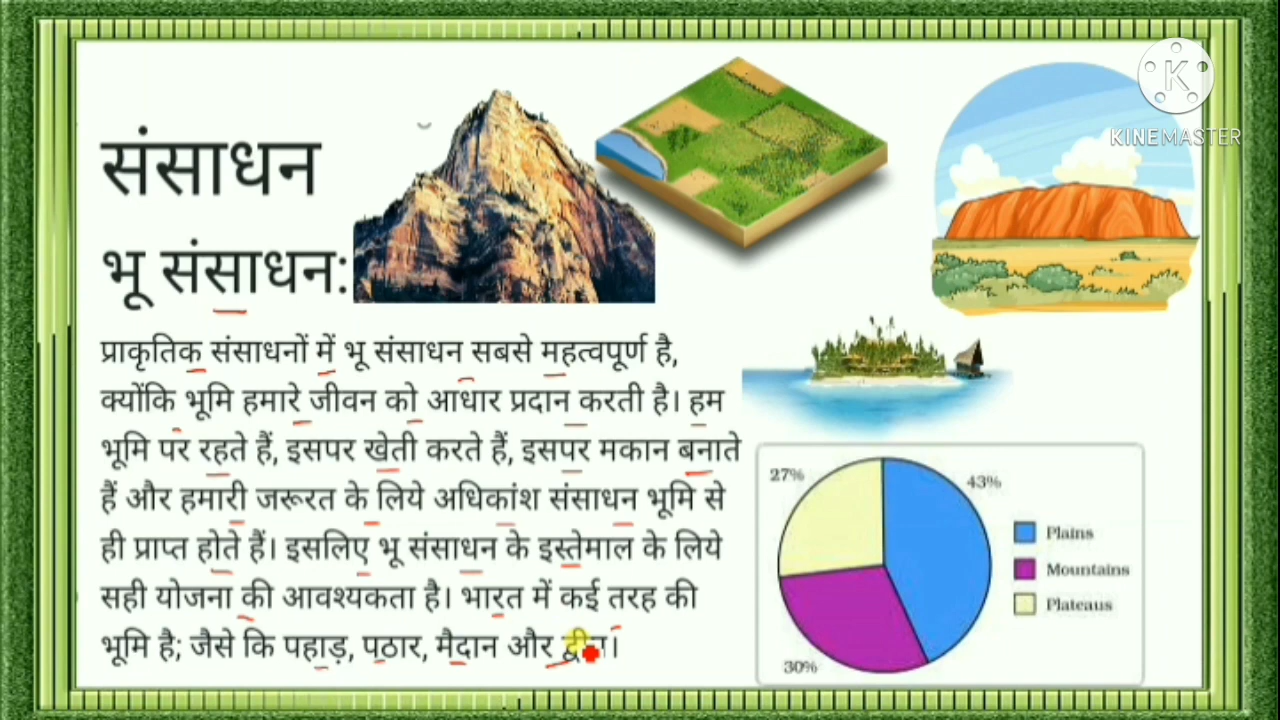 संसाधन
भू संसाधन:
प्राकृतिक संसाधनों में भू संसाधन सबसे महत्वपूर्ण है,
क्योंकि भूमि हमारे जीवन को आधार प्रदान करती है। हम
भूमि पर रहते हैं, इसपर खेती करते हैं, इसपर मकान बनाते
हैं और हमारी जरूरत के लिये अधिकांश संसाधन भूमि से
ही प्राप्त होते हैं। इसलिए भू संसाधन के इस्तेमाल के लिये
सही योजना की आवश्यकता है। भारत में कई तरह की
भूमि है; जैसे कि पहाड़, पठार, मैदान और
K
KINEMASTER
27%
43%
30%
Plains
Mountains
Plateaus